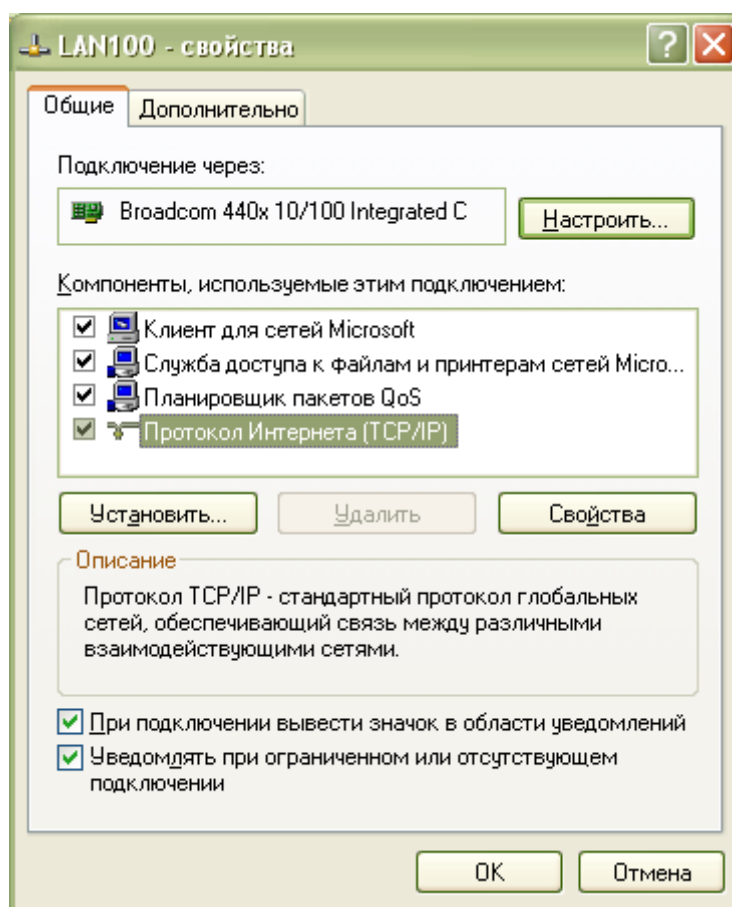 LAN100 - свойства
Общие
Дополнительно
Подключение через:
Broadcom 440x 10/100 Integrated C
Настроить...
Компоненты, используемые этим подключением:
Клиент для сетей Microsoft
Служба доступа к файлам и принтерам сетей Micro...
Планировщик пакетов QoS
Протокол Интернета (TCP/IP)
Установить...
Удалить
Свойства
Описание
Протокол TCP/IP - стандартный протокол глобальных
сетей, обеспечивающий связь между различными
взаимодействующими сетями.
При подключении вывести значок в области уведомлений
Уведомлять при ограниченном или отсутствующем
подключении
OK
Отмена